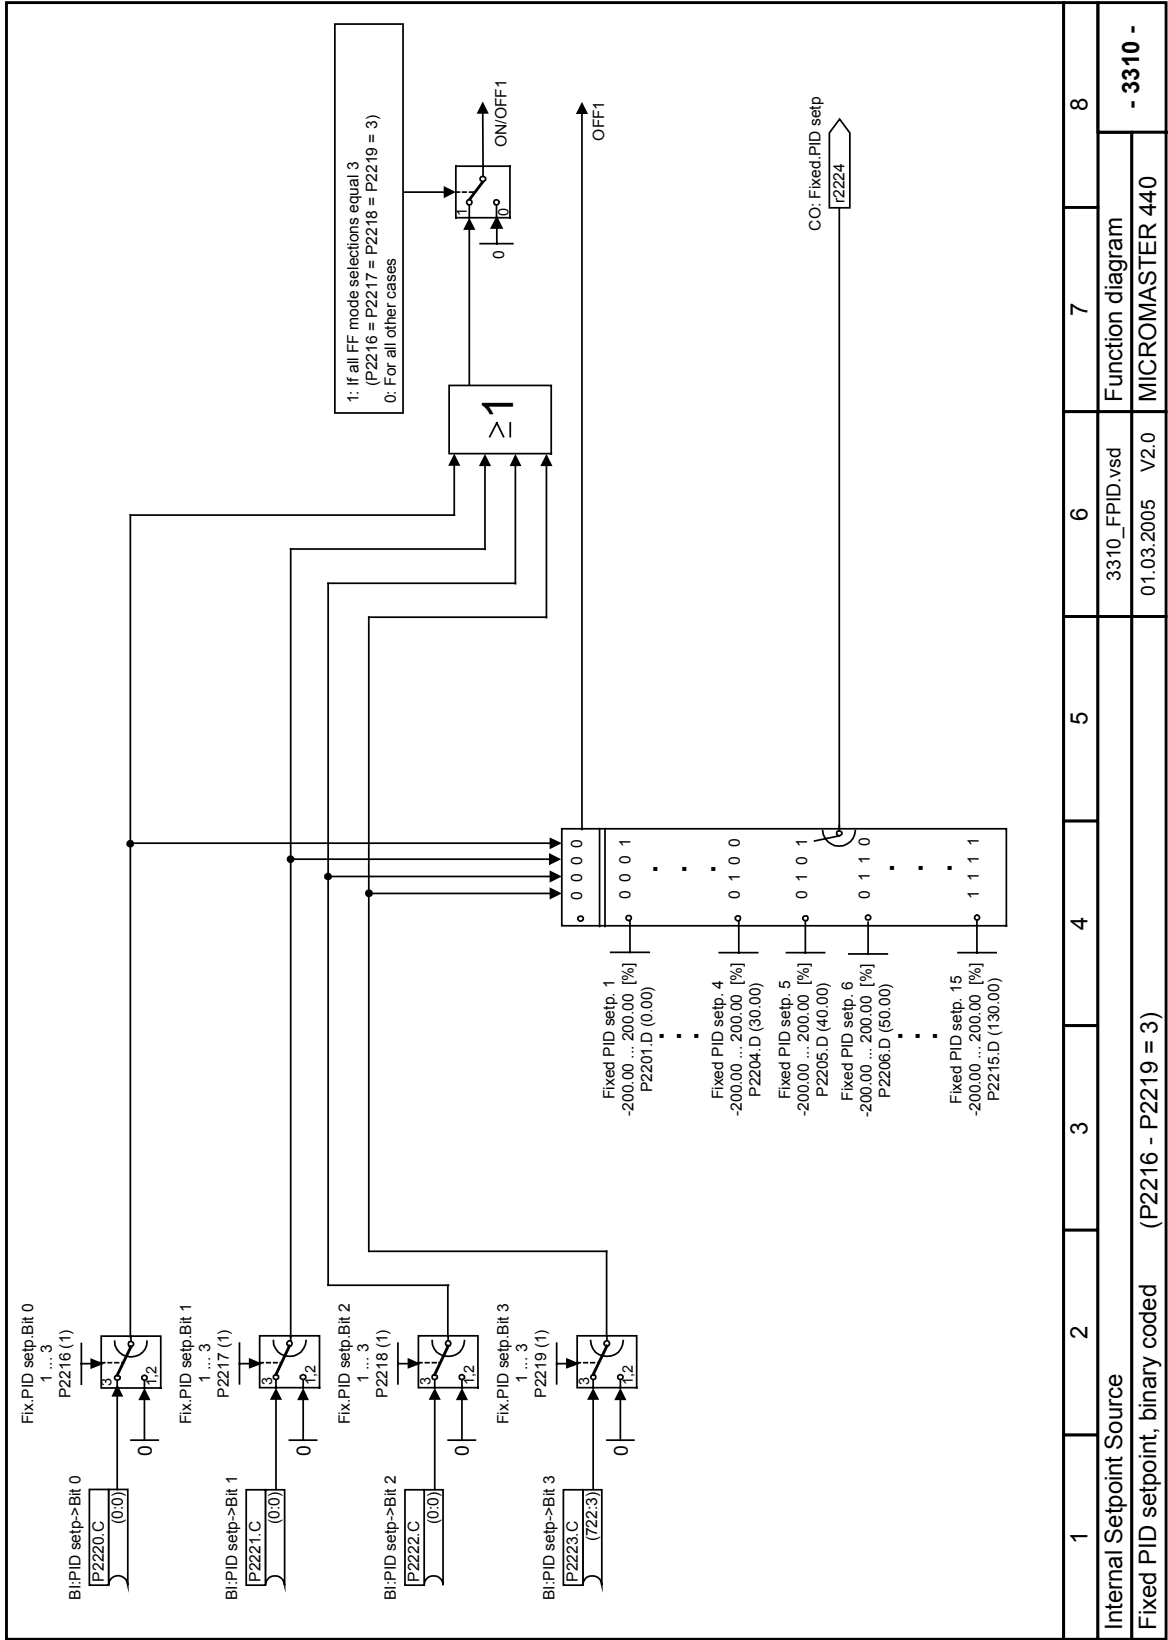 BI:PID setp->Bit 0
P2220.C
(0:0)
0
Fix.PID setp.Bit 0
1 ... 3
P2216 (1)
3
1,2
BI:PID setp->Bit 1
P2221.C
(0:0)
0
Fix.PID setp.Bit 1
1 ... 3
P2217 (1)
3
1,2
BI:PID setp->Bit 2
P2222.C
(0:0)
0
Fix.PID setp.Bit 2
1 ... 3
P2218 (1)
3
1,2
BI:PID setp->Bit 3
P2223.C
(722:3)
0
Fix.PID setp.Bit 3
1 ... 3
P2219 (1)
3
1,2
1: If all FF mode selections equal 3
(P2216 = P2217 = P2218 = P2219 = 3)
0: For all other cases
≥1
1
0
0
ON/OFF1
OFF1
0 0 0 0
0 0 0 1
. . .
0 1 0 0
0 1 0 1
0 1 1 0
. . .
1 1 1 1
Fixed PID setp. 1
-200.00 ... 200.00 [%]
P2201.D (0.00)
. . .
Fixed PID setp. 4
-200.00 ... 200.00 [%]
P2204.D (30.00)
Fixed PID setp. 5
-200.00 ... 200.00 [%]
P2205.D (40.00)
Fixed PID setp. 6
-200.00 ... 200.00 [%]
P2206.D (50.00)
. . .
Fixed PID setp. 15
-200.00 ... 200.00 [%]
P2215.D (130.00)
CO: Fixed.PID setp
r2224
1 2 3 4 5 6 7 8
Internal Setpoint Source 3310_FPID.vsd Function diagram
Fixed PID setpoint, binary coded (P2216 - P2219 = 3) 01.03.2005 V2.0 MICROMASTER 440
- 3310 -